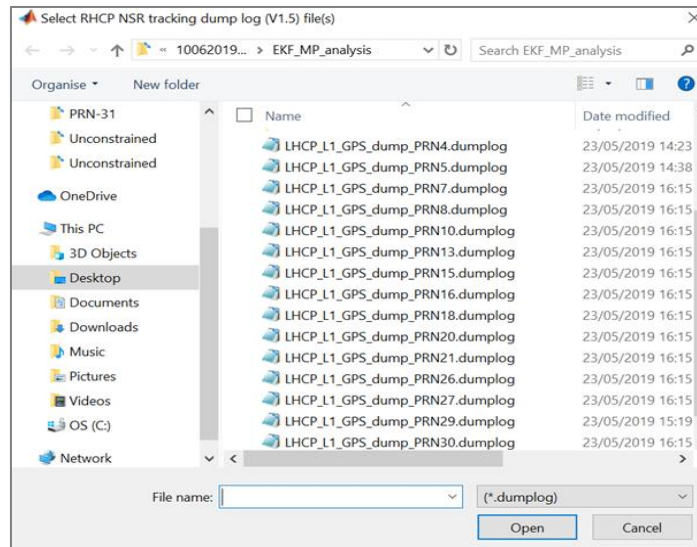 Select RHCP NSR tracking dump log (V1.5) file(s)
« 10062019... > EKF_MP_analysis
Search EKF_MP_analysis
Organise
New folder
PRN-31
Unconstrained
Unconstrained
OneDrive
This PC
3D Objects
Desktop
Documents
Downloads
Music
Pictures
Videos
OS (C:)
Network
Name Date modified
LHCP_L1_GPS_dump_PRN4.dumplog 23/05/2019 14:23
LHCP_L1_GPS_dump_PRN5.dumplog 23/05/2019 14:38
LHCP_L1_GPS_dump_PRN7.dumplog 23/05/2019 16:15
LHCP_L1_GPS_dump_PRN8.dumplog 23/05/2019 16:15
LHCP_L1_GPS_dump_PRN10.dumplog 23/05/2019 16:15
LHCP_L1_GPS_dump_PRN13.dumplog 23/05/2019 16:15
LHCP_L1_GPS_dump_PRN15.dumplog 23/05/2019 16:15
LHCP_L1_GPS_dump_PRN16.dumplog 23/05/2019 16:15
LHCP_L1_GPS_dump_PRN18.dumplog 23/05/2019 16:15
LHCP_L1_GPS_dump_PRN20.dumplog 23/05/2019 16:15
LHCP_L1_GPS_dump_PRN21.dumplog 23/05/2019 16:15
LHCP_L1_GPS_dump_PRN26.dumplog 23/05/2019 16:15
LHCP_L1_GPS_dump_PRN27.dumplog 23/05/2019 16:15
LHCP_L1_GPS_dump_PRN29.dumplog 23/05/2019 15:19
LHCP_L1_GPS_dump_PRN30.dumplog 23/05/2019 16:15
File name:
(*.dumplog)
Open
Cancel